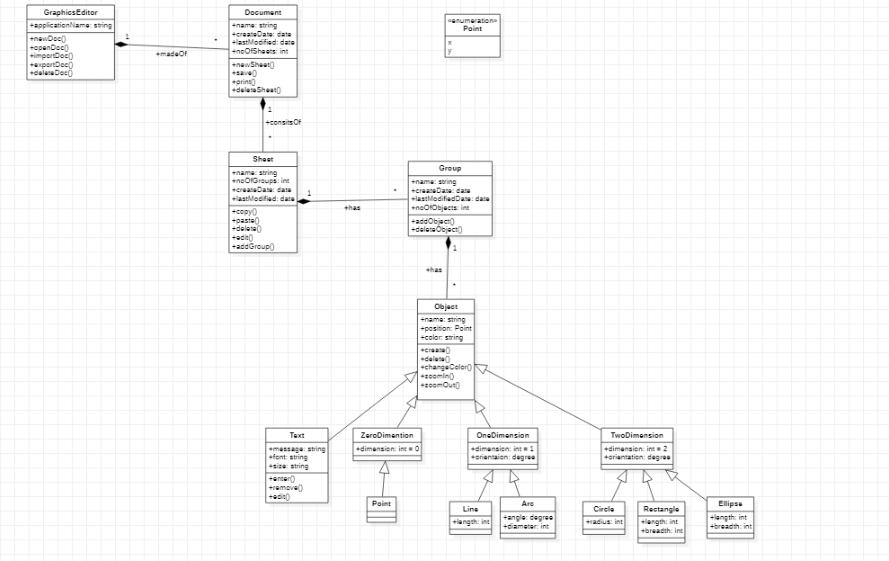 GraphicsEditor
+applicationName: string
+newDoc()
+openDoc()
+importDoc()
+exportDoc()
+deleteDoc()
1
*
+madeOf
Document
+name: string
+createDate: date
+lastModified: date
+noOfSheets: int
+newSheet()
+save()
+print()
+deleteSheet()
«enumeration»
Point
x
y
1
+consitsOf
*
Sheet
+name: string
+noOfGroups: int
+createDate: date
+lastModified: date
+copy()
+paste()
+delete()
+edit()
+addGroup()
1
*
+has
Group
+name: string
+createDate: date
+lastModifiedDate: date
+noOfObjects: int
+addObject()
+deleteObject()
1
+has
*
Object
+name: string
+position: Point
+color: string
+create()
+delete()
+changeColor()
+zoomIn()
+zoomOut()
Text
+message: string
+font: string
+size: string
+enter()
+remove()
+edit()
ZeroDimention
+dimension: int = 0
OneDimension
+dimension: int = 1
+orientaion: degree
TwoDimension
+dimension: int = 2
+orientation: degree
Point
Line
+length: int
Arc
+angle: degree
+diameter: int
Circle
+radius: int
Rectangle
+length: int
+breadth: int
Ellipse
+length: int
+breadth: int